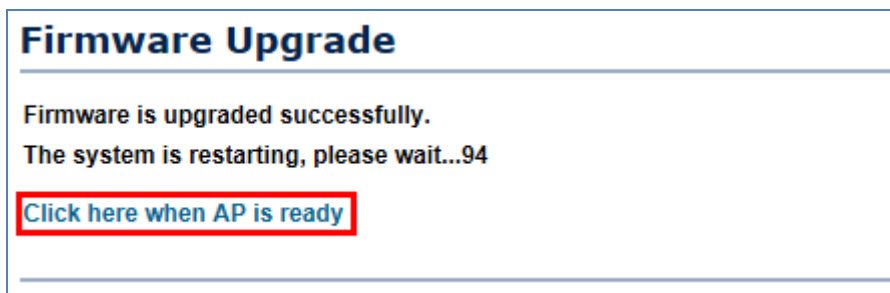 Firmware Upgrade
Firmware is upgraded successfully.
The system is restarting, please wait...94
Click here when AP is ready